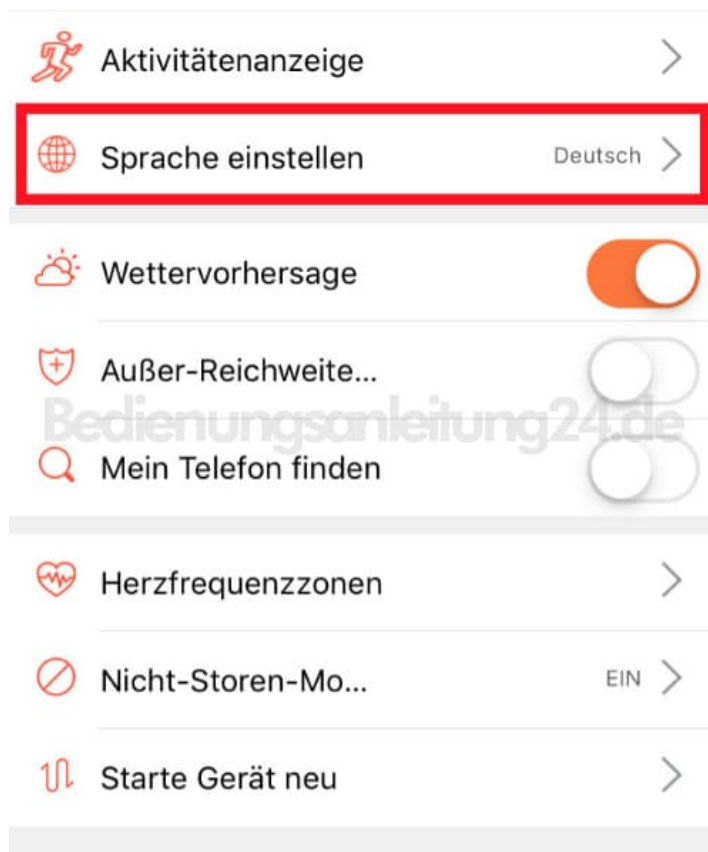 Aktivitätenanzeige
Sprache einstellen Deutsch
Wettervorhersage
Außer-Reichweite...
Bedienungsanleitung24.de
Mein Telefon finden
Herzfrequenzzonen
Nicht-Storen-Mo... EIN
Starte Gerät neu